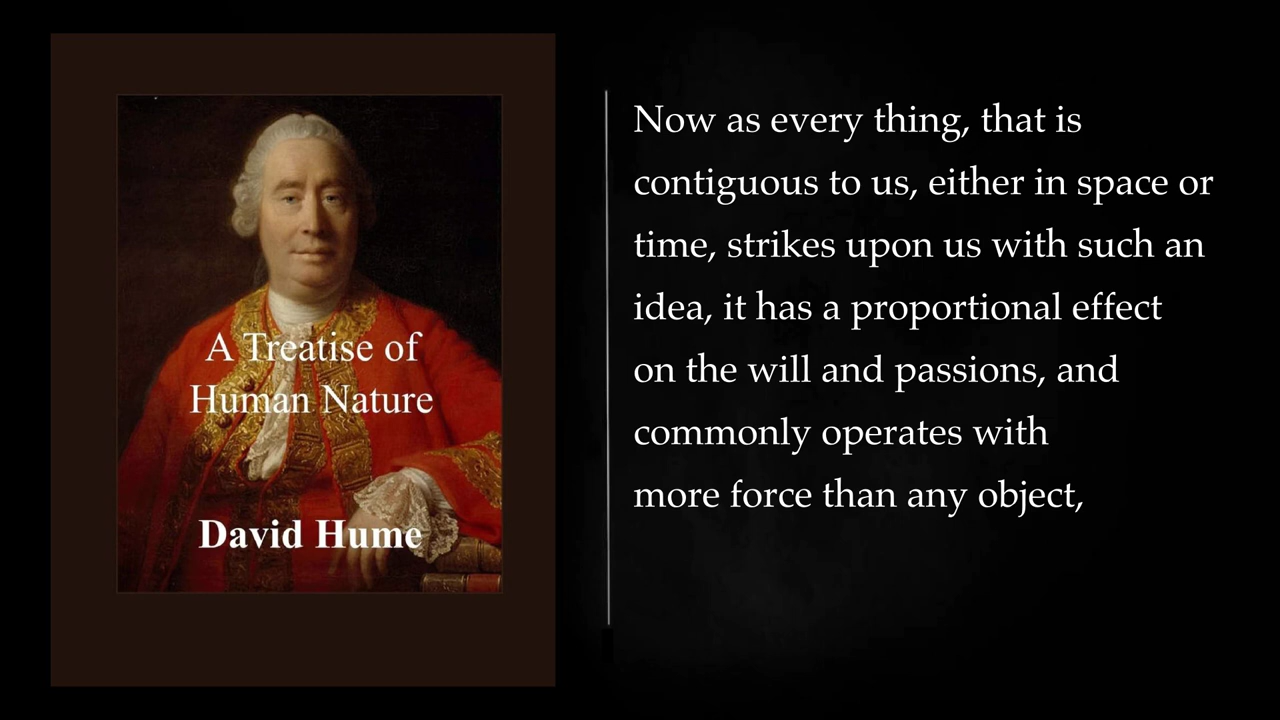 A Treatise of
Human Nature
David Hume
Now as every thing, that is
contiguous to us, either in space or
time, strikes upon us with such an
idea, it has a proportional effect
on the will and passions, and
commonly operates with
more force than any object,